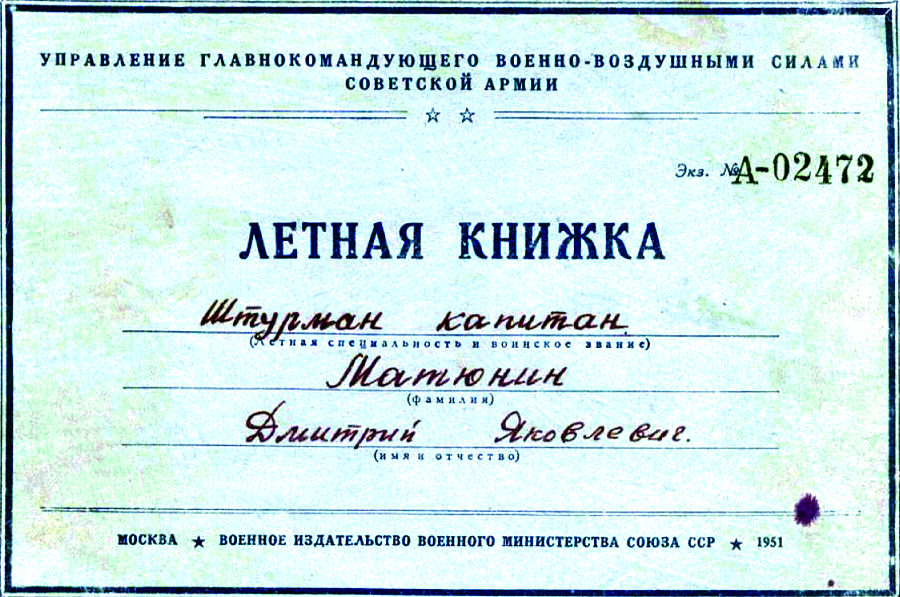 УПРАВЛЕНИЕ ГЛАВНОКОМАНДУЮЩЕГО ВОЕННО-ВОЗДУШНЫМИ СИЛАМИ
СОВЕТСКОЙ АРМИИ
Экз. № А-02472
ЛЕТНАЯ КНИЖКА
Штурман капитан
(Летная специальность и воинское звание)
Матюнин
(фамилия)
Дмитрий Яковлевич.
(имя и отчество)
МОСКВА ★ ВОЕННОЕ ИЗДАТЕЛЬСТВО ВОЕННОГО МИНИСТЕРСТВА СОЮЗА ССР ★ 1951